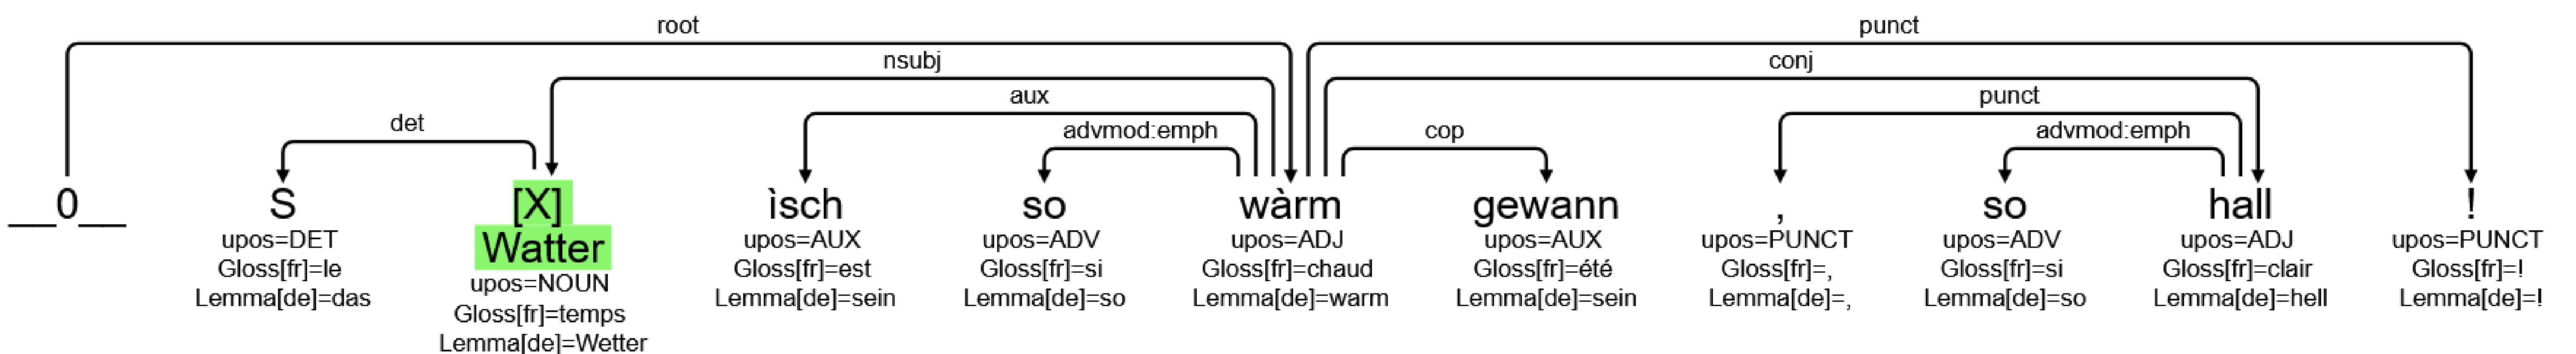 root
punct
nsubj
conj
aux
punct
det
advmod:emph
cop
advmod:emph
__0__ S [X] ìsch so wàrm gewann , so hall !
Watter
upos=DET upos=NOUN upos=AUX upos=ADV upos=ADJ upos=AUX upos=PUNCT upos=ADV upos=ADJ upos=PUNCT
Gloss[fr]=le Gloss[fr]=temps Gloss[fr]=est Gloss[fr]=si Gloss[fr]=chaud Gloss[fr]=été Gloss[fr]=, Gloss[fr]=si Gloss[fr]=clair Gloss[fr]=!
Lemma[de]=das Lemma[de]=Wetter Lemma[de]=sein Lemma[de]=so Lemma[de]=warm Lemma[de]=sein Lemma[de]=, Lemma[de]=so Lemma[de]=hell Lemma[de]=!